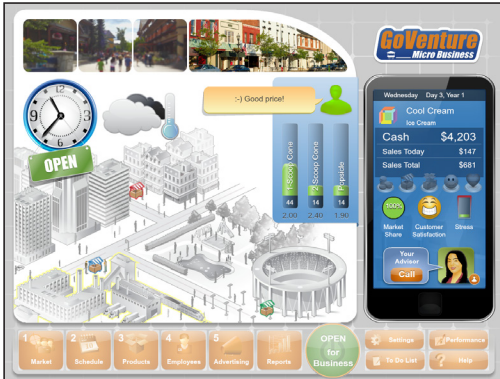 GoVenture
Micro Business
Wednesday Day 3, Year 1
Cool Cream
Ice Cream
Cash $4,203
Sales Today $147
Sales Total $681
100%
Market Share
Customer Satisfaction
Stress
Your Advisor
Call
:-) Good price!
1-Scoop Cone
2-Scoop Cone
Popsicle
44 14 14
2.00 2.40 1.90
OPEN
1 Market
2 Schedule
3 Products
4 Employees
5 Advertising
Reports
OPEN for Business
Settings
Performance
To Do List
? Help